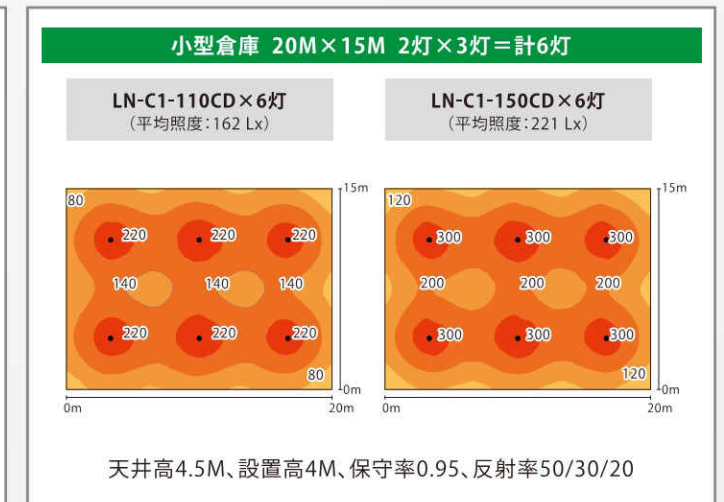 小型倉庫 20M×15M 2灯×3灯＝計6灯
LN-C1-110CD×6灯
（平均照度：162 Lx）
80
15m
220 220 220
140 140 140
220 220 220
80
0m
0m 20m
LN-C1-150CD×6灯
（平均照度：221 Lx）
120
15m
300 300 300
200 200 200
300 300 300
120
0m
0m 20m
天井高4.5M、設置高4M、保守率0.95、反射率50/30/20